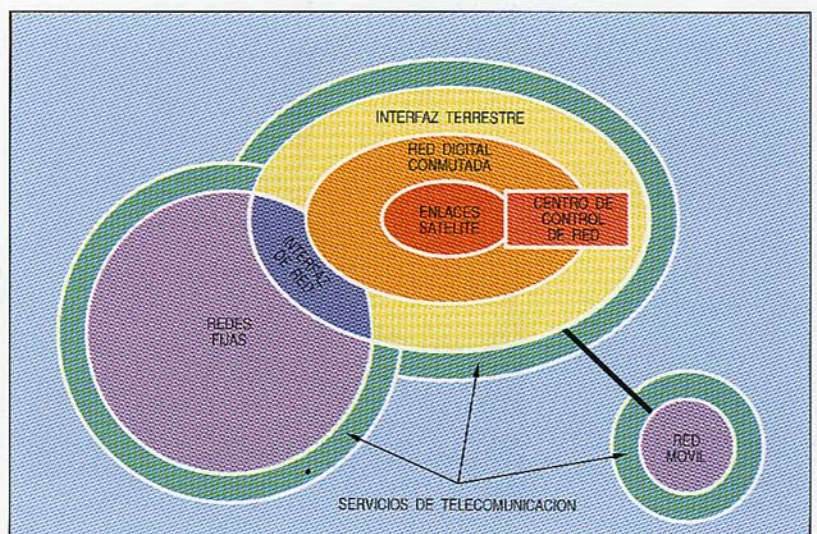 INTERFAZ TERRESTRE
RED DIGITAL
CONMUTADA
ENLACES
SATELITE
CENTRO DE
CONTROL
DE RED
INTERFAZ
DE RED
REDES
FIJAS
RED
MOVIL
SERVICIOS DE TELECOMUNICACION